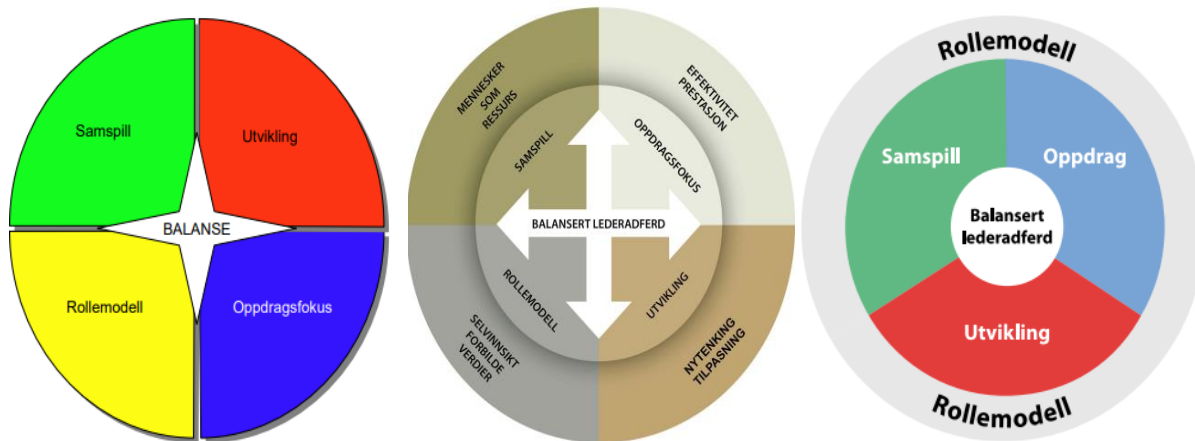 Samspill
Utvikling
BALANSE
Rollemodell
Oppdragsfokus
MENNESKER
SOM
RESSURS
EFFEKTIVITET
PRESTASJON
SAMSPILL
OPPDRAGSFOKUS
BALANSERT LEDERADFERD
ROLLEMODELL
UTVIKLING
SELVINNSIKT
FORBILDE
VERDIER
NYTENKING
TILPASNING
Rollemodell
Samspill
Oppdrag
Balansert
lederadferd
Utvikling
Rollemodell